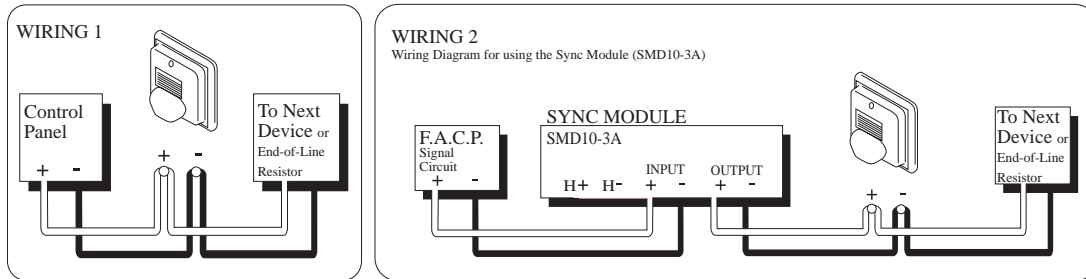 WIRING 1
Control
Panel
+ -
+ -
To Next
Device or
End-of-Line
Resistor
WIRING 2
Wiring Diagram for using the Sync Module (SMD10-3A)
F.A.C.P.
Signal
Circuit
+ -
SYNC MODULE
SMD10-3A
INPUT OUTPUT
H+ H- + - + -
+ -
To Next
Device or
End-of-Line
Resistor